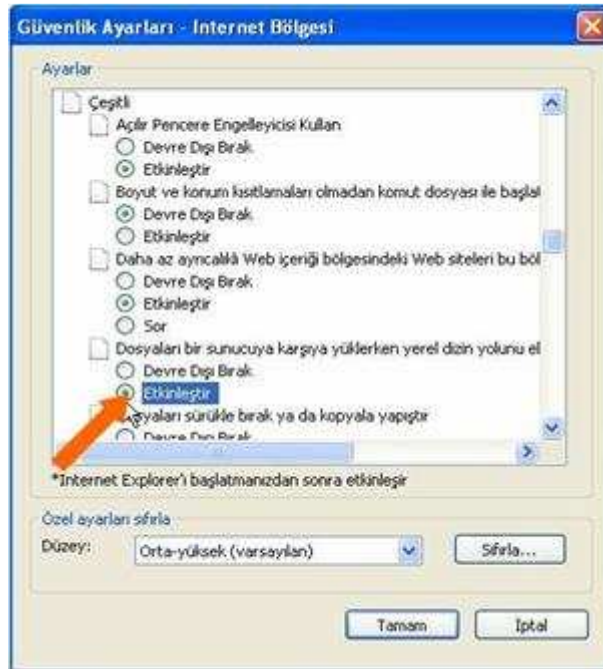 Güvenlik Ayarları - Internet Bölgesi
Ayarlar
Çeşitli
Açılır Pencere Engelleyicisi Kullan
Devre Dışı Bırak
Etkinleştir
Boyut ve konum kısıtlamaları olmadan komut dosyası ile başlat
Devre Dışı Bırak
Etkinleştir
Daha az ayrıcalıklı Web içeriği bölgesindeki Web siteleri bu böl
Devre Dışı Bırak
Etkinleştir
Sor
Dosyaları bir sunucuya karşıya yüklerken yerel dizin yolunu el
Devre Dışı Bırak
Etkinleştir
yaları sürükle bırak ya da kopyala yapıştır
Devre Dışı Bırak
*Internet Explorer'ı başlatmanızdan sonra etkinleşir
Özel ayarları sıfırla
Düzey:
Orta-yüksek (varsayılan)
Sıfırla...
Tamam
İptal